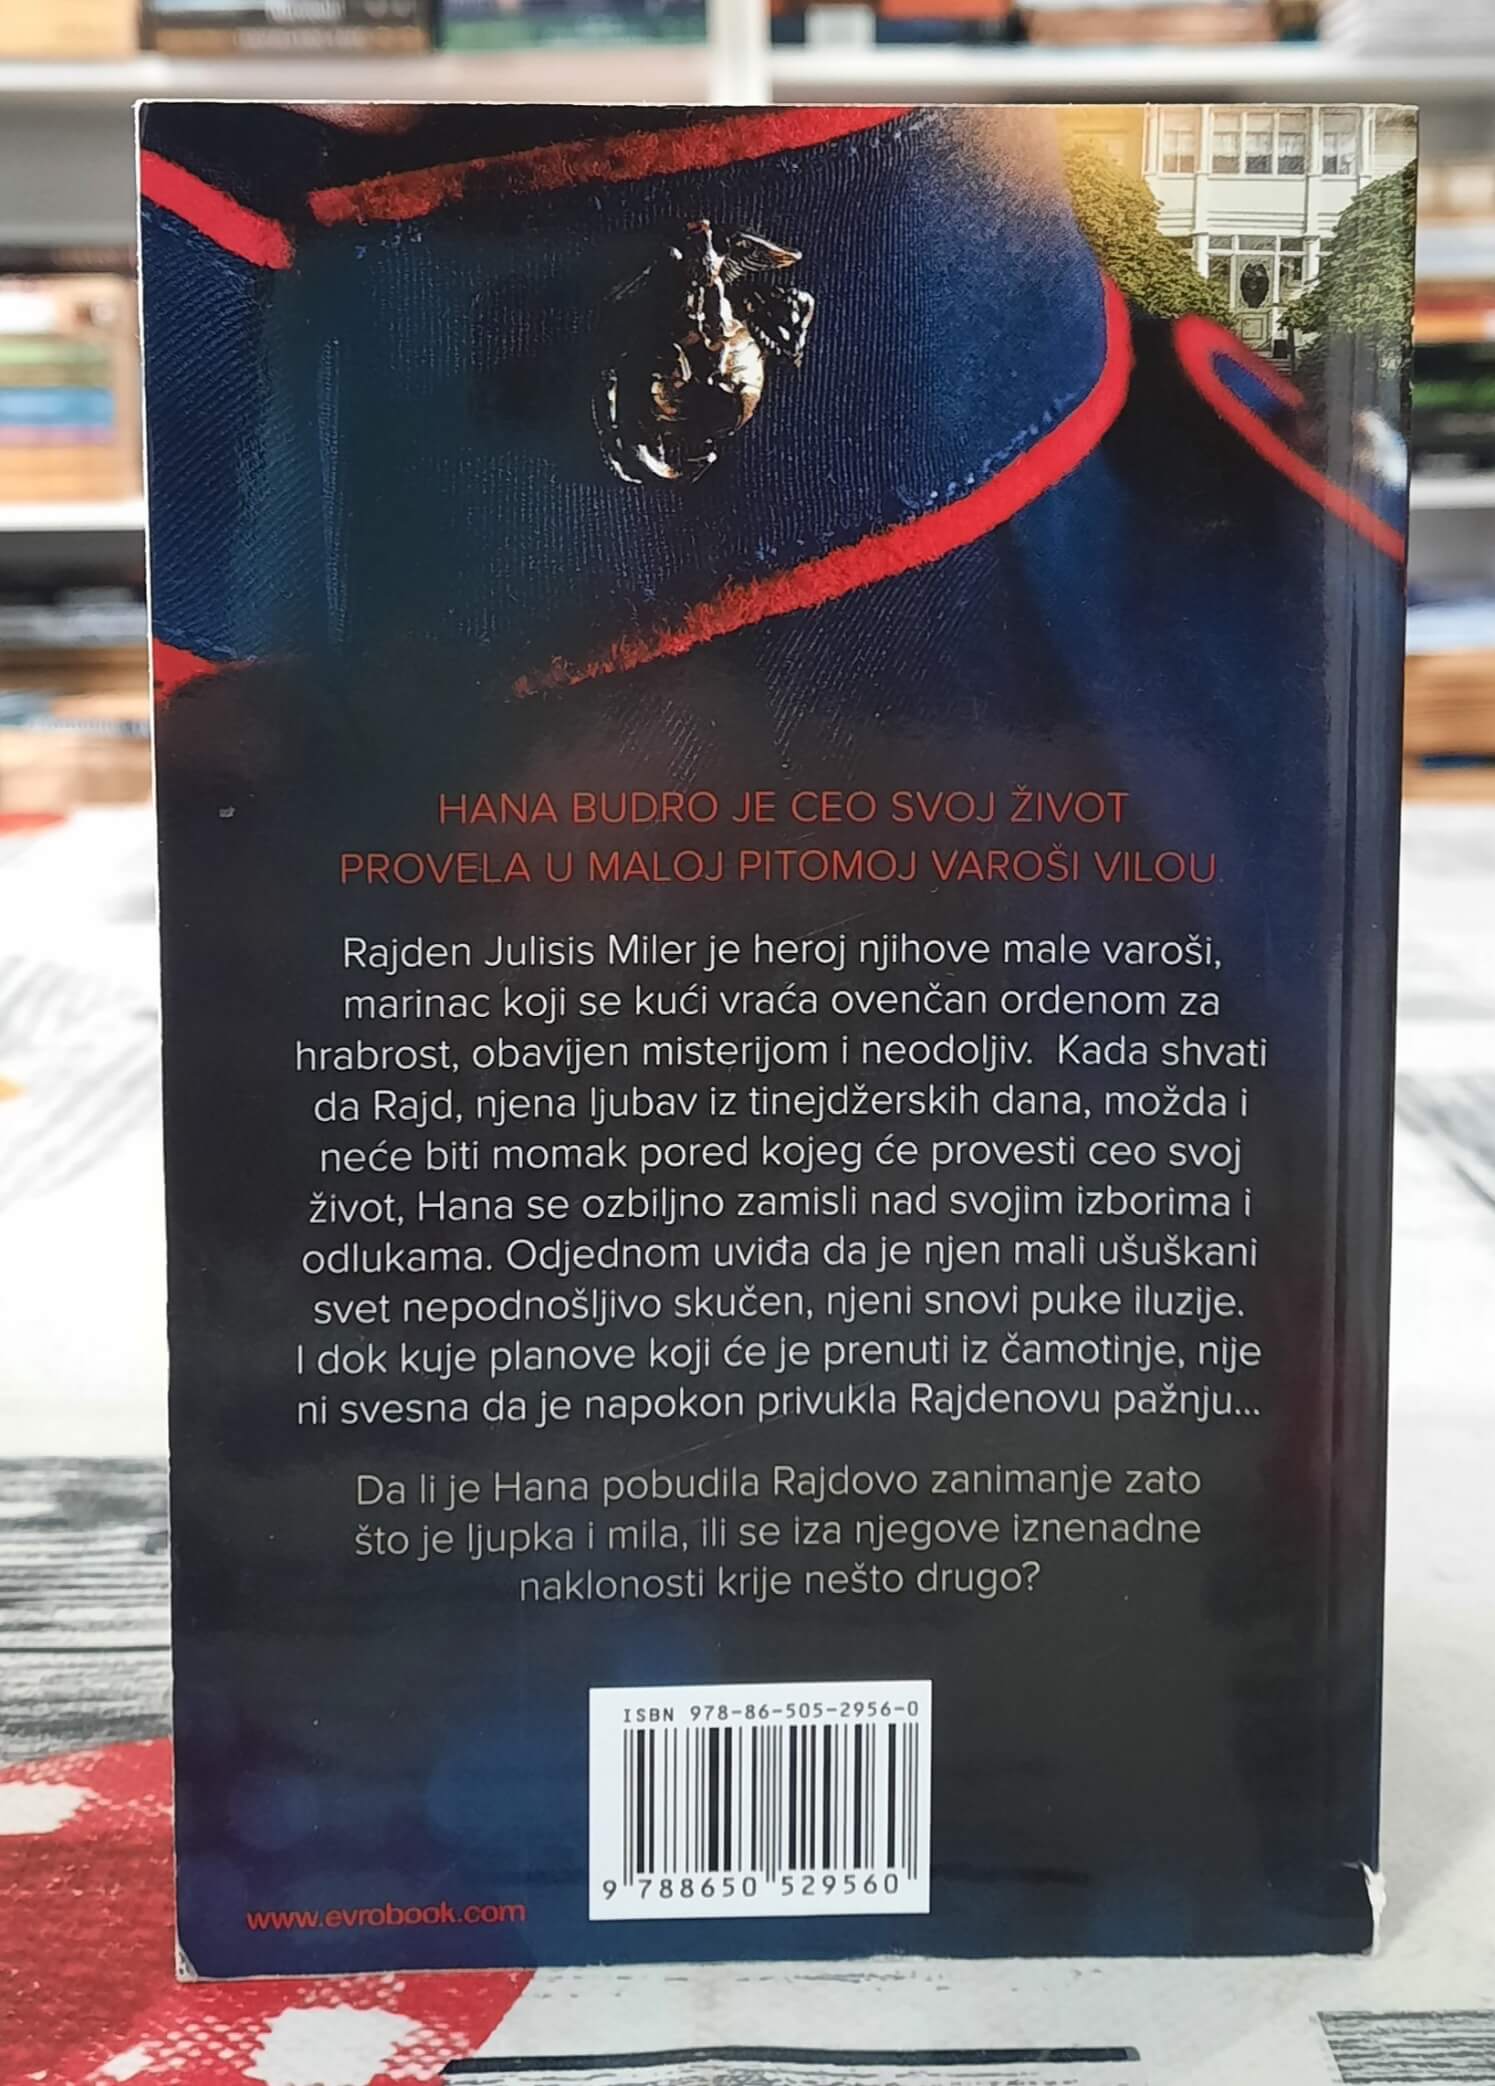 HANA BUDRO JE CEO SVOJ ŽIVOT
PROVELA U MALOJ PITOMOJ VAROŠI VILOU.
Rajden Julisis Miler je heroj njihove male varoši,
marinac koji se kući vraća ovenčan ordenom za
hrabrost, obavijen misterijom i neodoljiv. Kada shvati
da Rajd, njena ljubav iz tinejdžerskih dana, možda i
neće biti momak pored kojeg će provesti ceo svoj
život, Hana se ozbiljno zamisli nad svojim izborima i
odlukama. Odjednom uviđa da je njen mali ušuškani
svet nepodnošljivo skučen, njeni snovi puke iluzije.
I dok kuje planove koji će je prenuti iz čamotinje, nije
ni svesna da je napokon privukla Rajdenovu pažnju...
Da li je Hana pobudila Rajdovo zanimanje zato
što je ljupka i mila, ili se iza njegove iznenadne
naklonosti krije nešto drugo?
ISBN 978-86-505-2956-0
9 788650 529560
www.evrobook.com